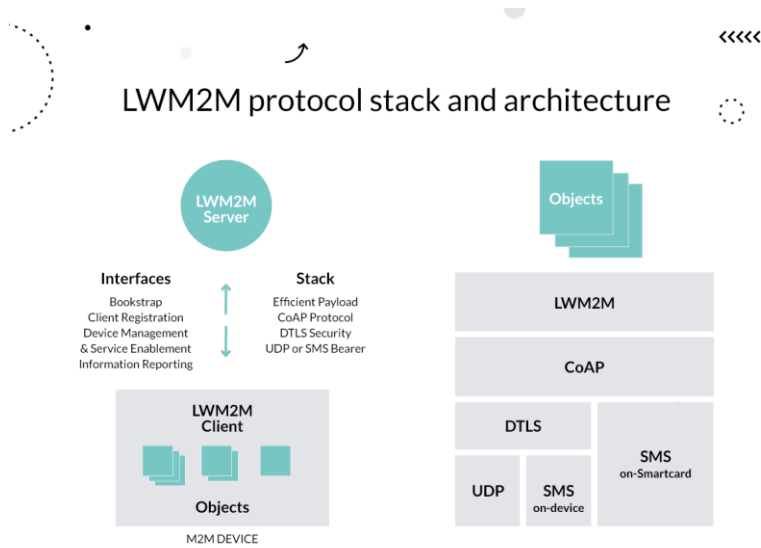 LWM2M protocol stack and architecture
LWM2M
Server
Interfaces
Bookstrap
Client Registration
Device Management
& Service Enablement
Information Reporting
Stack
Efficient Payload
CoAP Protocol
DTLS Security
UDP or SMS Bearer
LWM2M
Client
Objects
M2M DEVICE
Objects
LWM2M
CoAP
DTLS
UDP
SMS
on-device
SMS
on-Smartcard